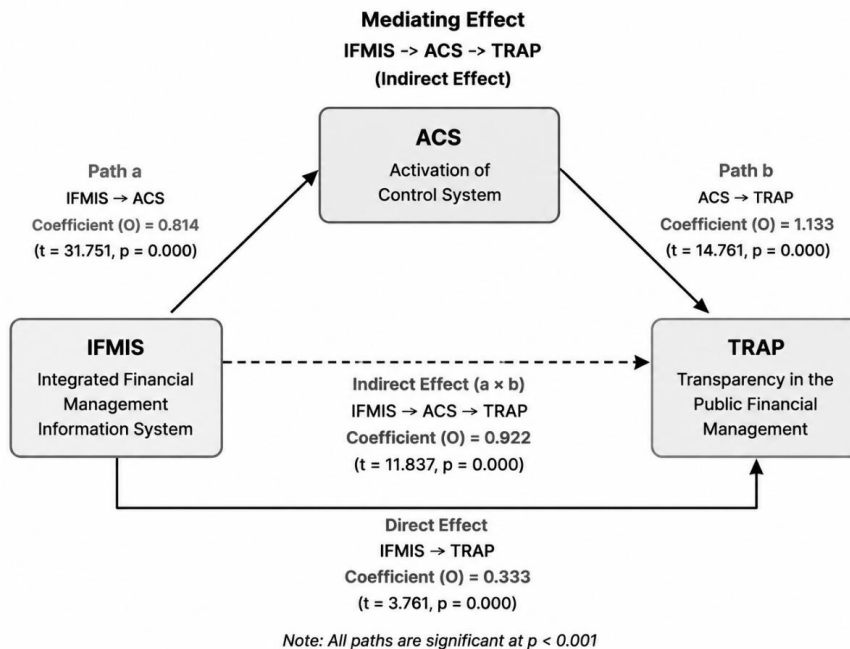 Mediating Effect
IFMIS -> ACS -> TRAP
(Indirect Effect)
ACS
Activation of
Control System
Path a
IFMIS → ACS
Coefficient (O) = 0.814
(t = 31.751, p = 0.000)
Path b
ACS → TRAP
Coefficient (O) = 1.133
(t = 14.761, p = 0.000)
IFMIS
Integrated Financial
Management
Information System
TRAP
Transparency in the
Public Financial
Management
Indirect Effect (a × b)
IFMIS → ACS → TRAP
Coefficient (O) = 0.922
(t = 11.837, p = 0.000)
Direct Effect
IFMIS → TRAP
Coefficient (O) = 0.333
(t = 3.761, p = 0.000)
Note: All paths are significant at p < 0.001